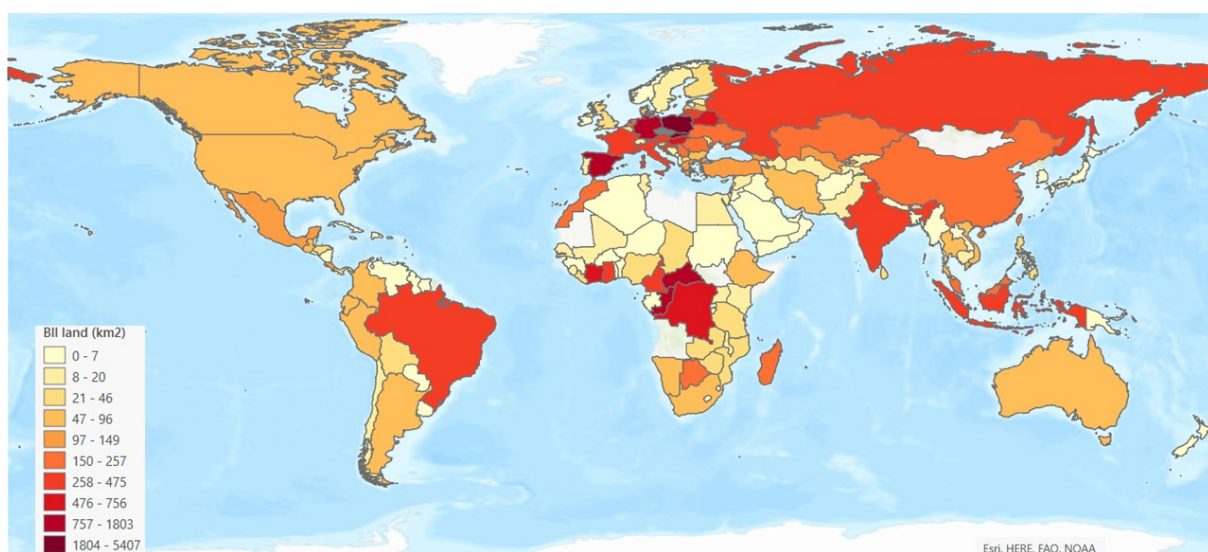 BII land (km2)
0 - 7
8 - 20
21 - 46
47 - 96
97 - 149
150 - 257
258 - 475
476 - 756
757 - 1803
1804 - 5407
Esri, HERE, FAO, NOAA